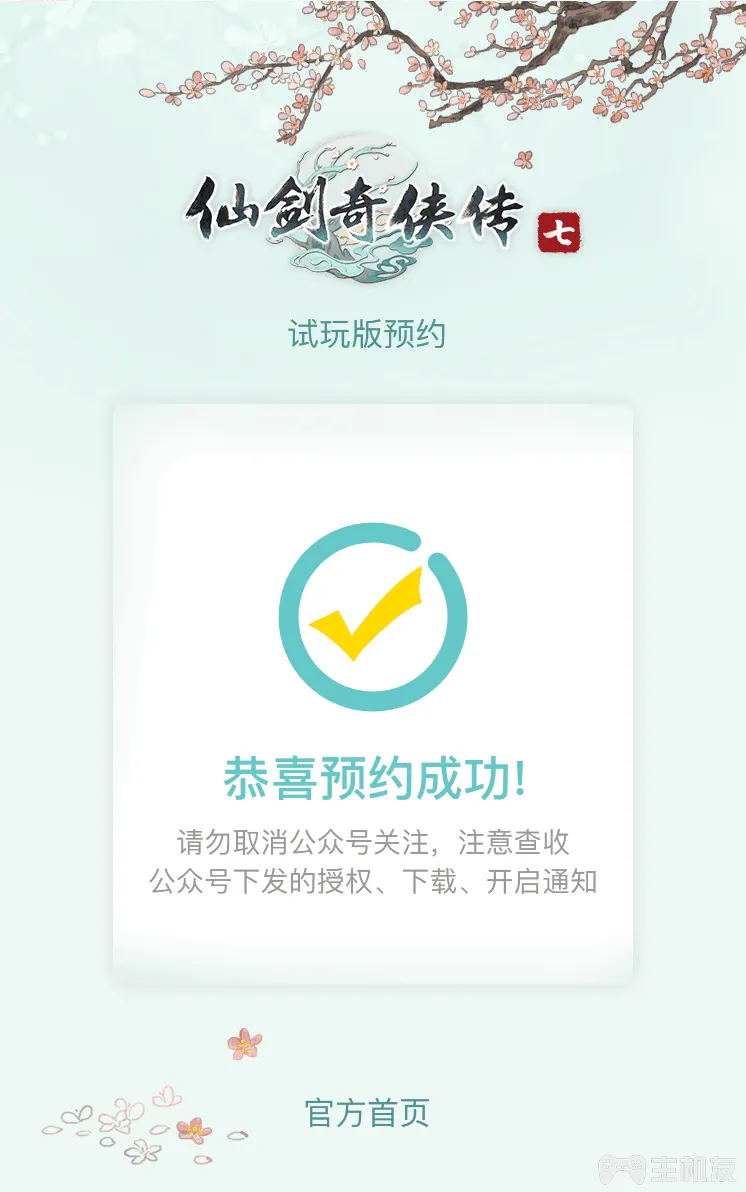 仙剑奇侠传 七
试玩版预约
恭喜预约成功!
请勿取消公众号关注，注意查收
公众号下发的授权、下载、开启通知
官方首页
主机友